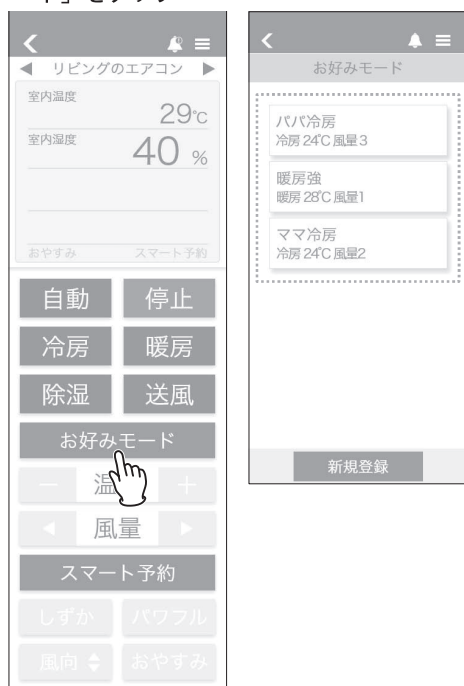 リビングのエアコン
室内温度
29℃
室内湿度
40 %
おやすみ スマート予約
自動 停止
冷房 暖房
除湿 送風
お好みモード
－ 温 ＋
風量
スマート予約
しずか パワフル
風向 おやすみ
お好みモード
パパ冷房
冷房 24℃ 風量3
暖房強
暖房 28℃ 風量1
ママ冷房
冷房 24℃ 風量2
新規登録